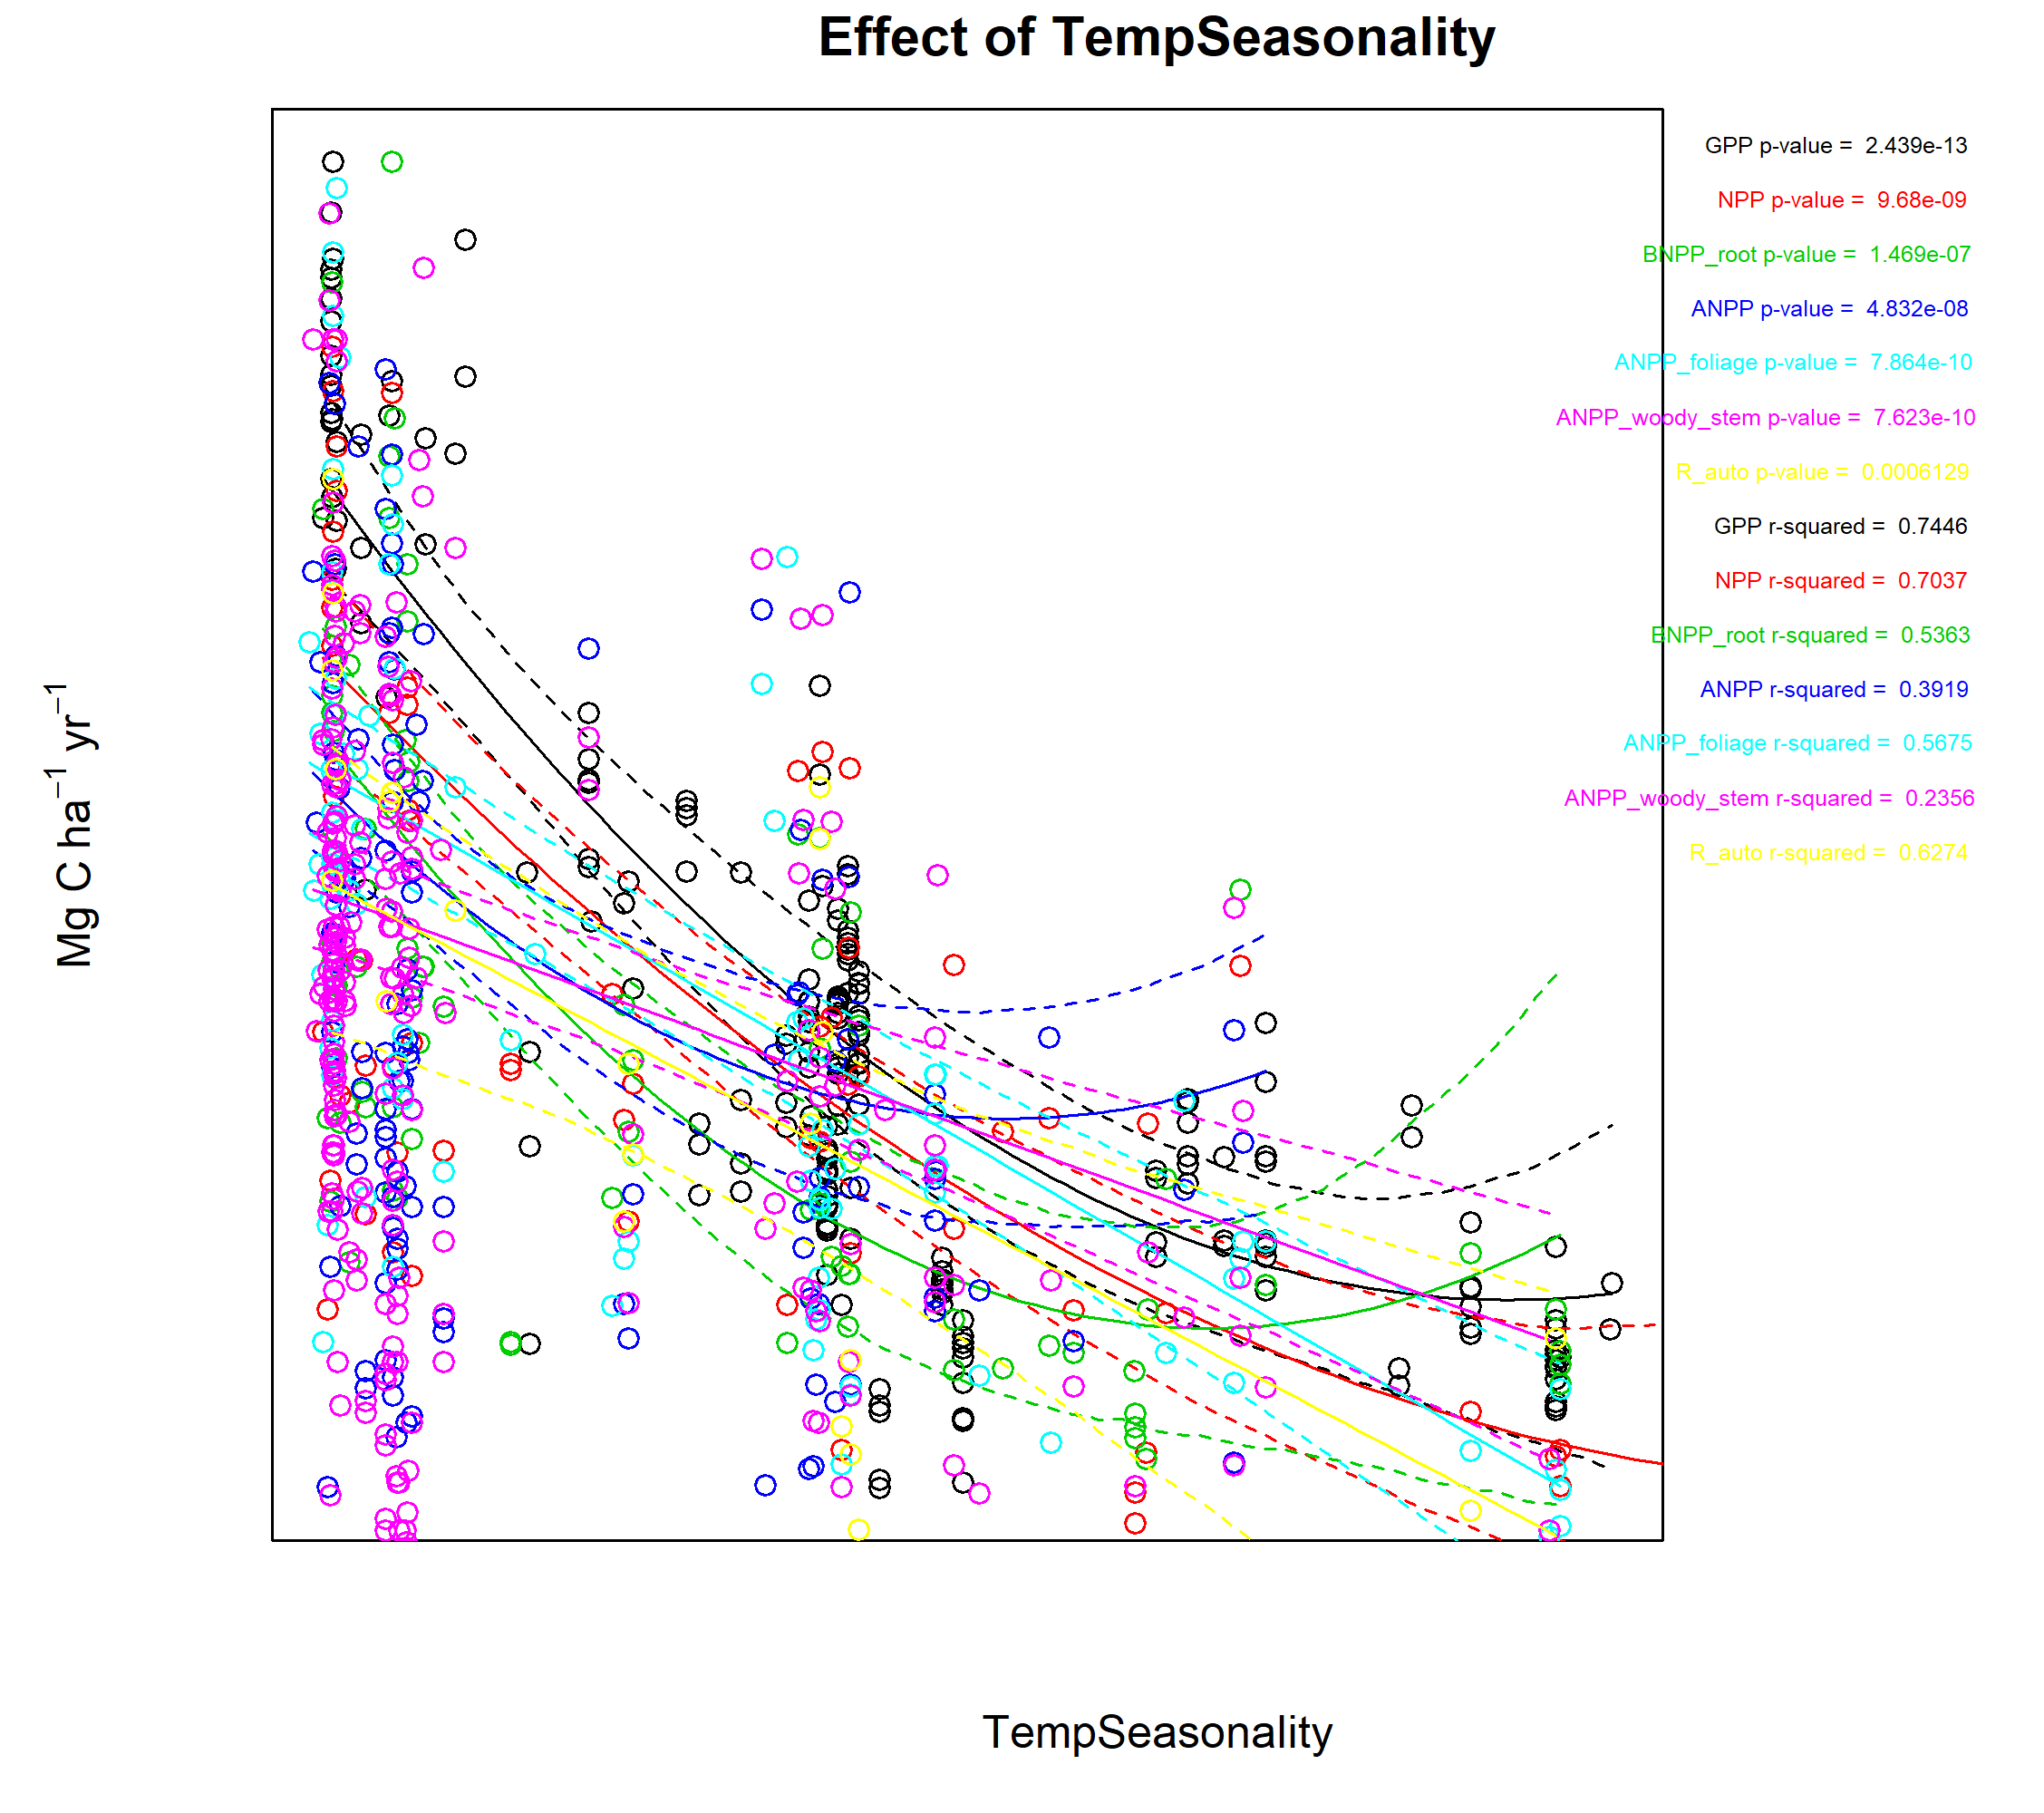 Effect of TempSeasonality
GPP p-value = 2.439e-13
NPP p-value = 9.68e-09
BNPP_root p-value = 1.469e-07
ANPP p-value = 4.832e-08
ANPP_foliage p-value = 7.864e-10
ANPP_woody_stem p-value = 7.623e-10
R_auto p-value = 0.0006129
GPP r-squared = 0.7446
NPP r-squared = 0.7037
BNPP_root r-squared = 0.5363
ANPP r-squared = 0.3919
ANPP_foliage r-squared = 0.5675
ANPP_woody_stem r-squared = 0.2356
R_auto r-squared = 0.6274
Mg C ha⁻¹ yr⁻¹
TempSeasonality